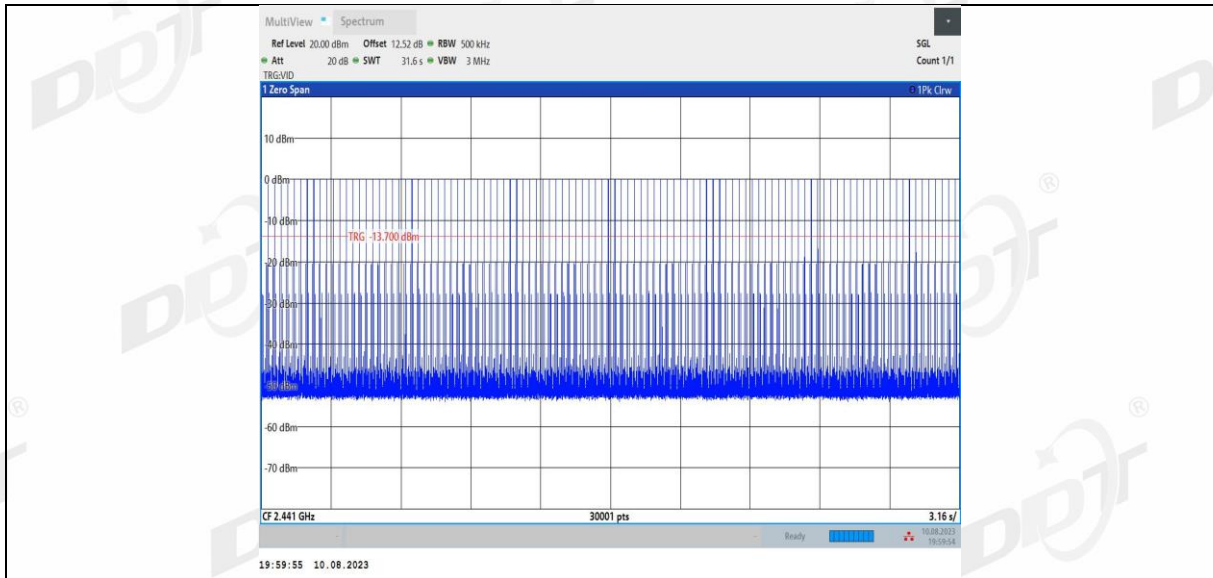 MultiView Spectrum
Ref Level 20.00 dBm Offset 12.52 dB RBW 500 kHz SGL
Att 20 dB SWT 31.6 s VBW 3 MHz Count 1/1
TRG:VID
1 Zero Span 1Pk Clrw
10 dBm
0 dBm
-10 dBm
TRG -13.700 dBm
-20 dBm
-30 dBm
-40 dBm
-50 dBm
-60 dBm
-70 dBm
CF 2.441 GHz 30001 pts 3.16 s/
Ready 10.08.2023
19:59:54
19:59:55 10.08.2023
DDT
®